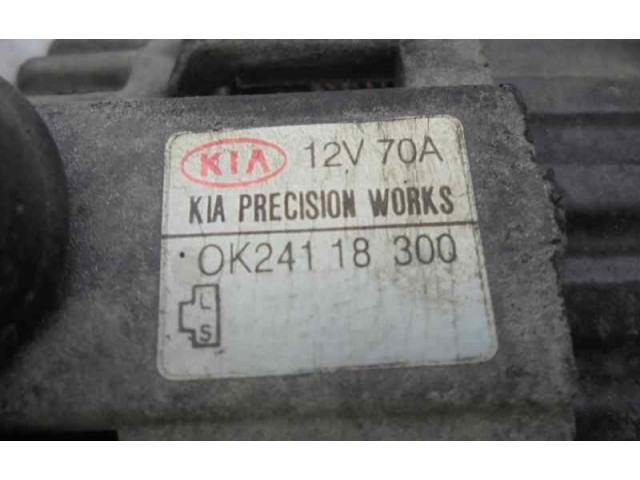 KIA 12V 70A
KIA PRECISION WORKS
OK241 18 300
L
S